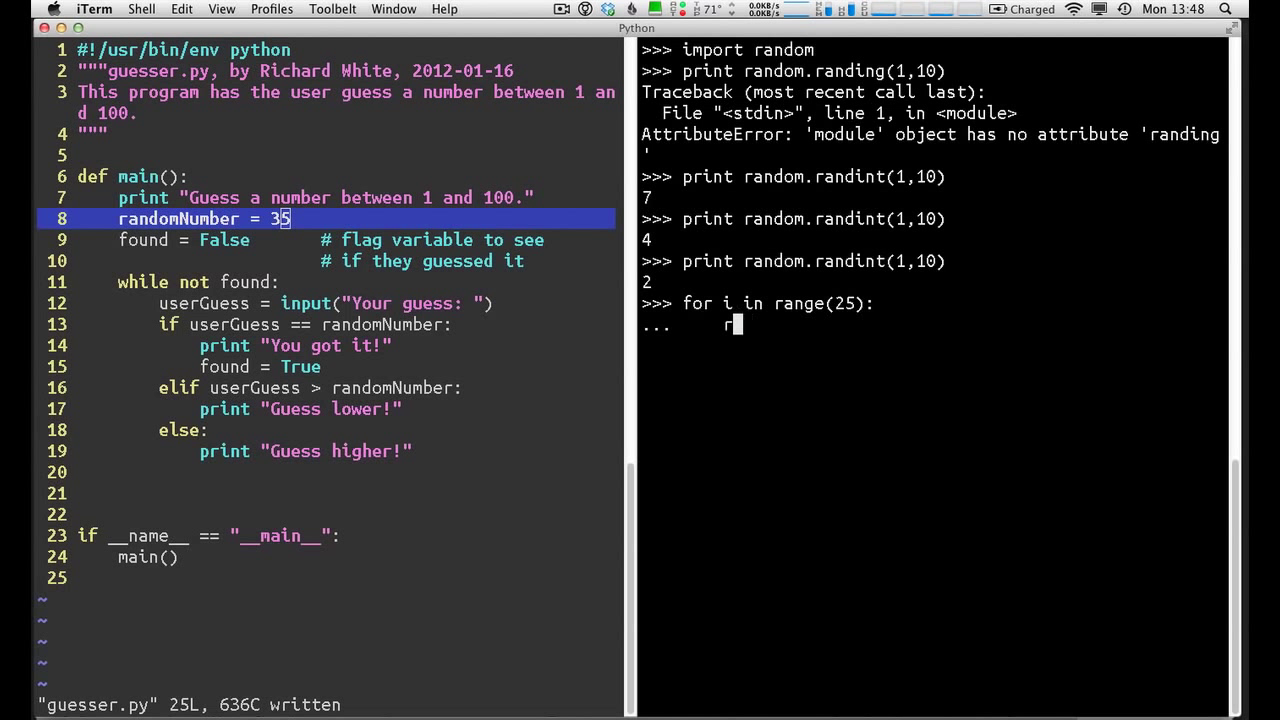 iTerm Shell Edit View Profiles Toolbelt Window Help 71° 0.0KB/s 0.0KB/s Charged Mon 13:48
Python
1 #!/usr/bin/env python
2 """guesser.py, by Richard White, 2012-01-16
3 This program has the user guess a number between 1 an
d 100.
4 """
5
6 def main():
7     print "Guess a number between 1 and 100."
8     randomNumber = 35
9     found = False       # flag variable to see
10                         # if they guessed it
11     while not found:
12         userGuess = input("Your guess: ")
13         if userGuess == randomNumber:
14             print "You got it!"
15             found = True
16         elif userGuess > randomNumber:
17             print "Guess lower!"
18         else:
19             print "Guess higher!"
20
21
22
23 if __name__ == "__main__":
24     main()
25
~
~
~
~
~
"guesser.py" 25L, 636C written
>>> import random
>>> print random.randing(1,10)
Traceback (most recent call last):
  File "<stdin>", line 1, in <module>
AttributeError: 'module' object has no attribute 'randing
'
>>> print random.randint(1,10)
7
>>> print random.randint(1,10)
4
>>> print random.randint(1,10)
2
>>> for i in range(25):
...     r